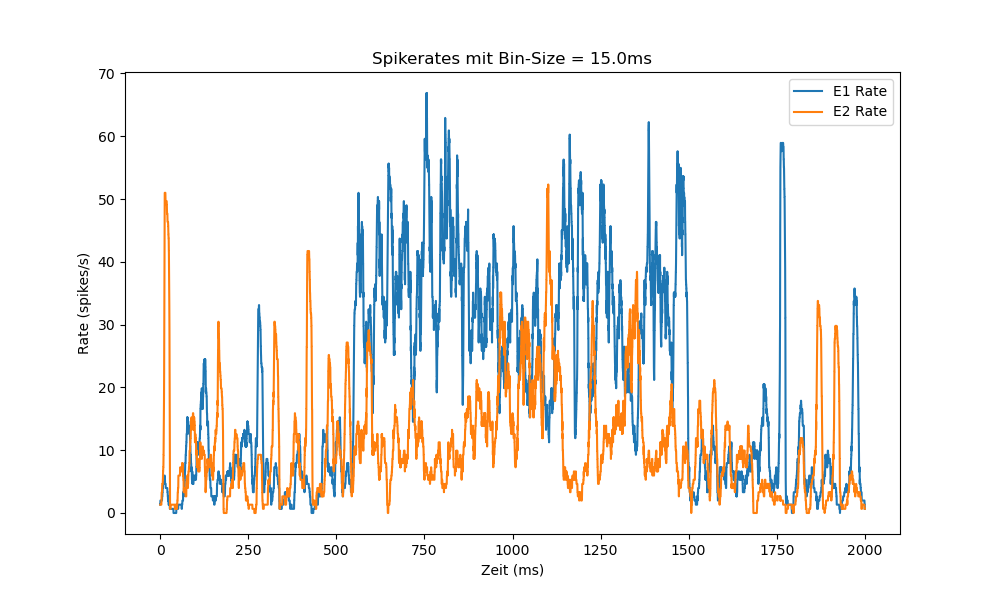 Spikerates mit Bin-Size = 15.0ms
E1 Rate
E2 Rate
Rate (spikes/s)
70
60
50
40
30
20
10
0
0 250 500 750 1000 1250 1500 1750 2000
Zeit (ms)